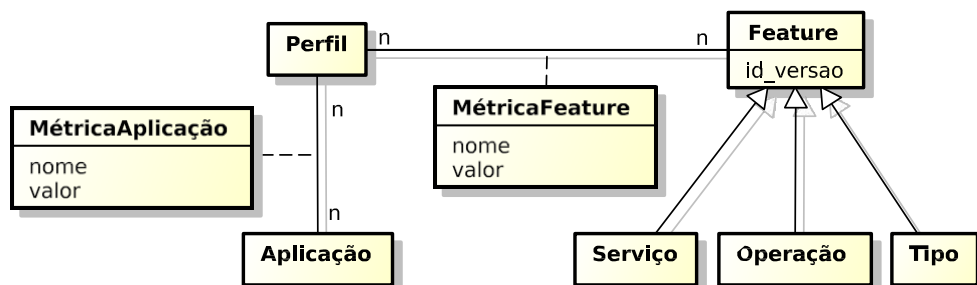 Perfil
n
n
Feature
id_versao
MétricaAplicação
nome
valor
n
MétricaFeature
nome
valor
n
Aplicação
Serviço
Operação
Tipo